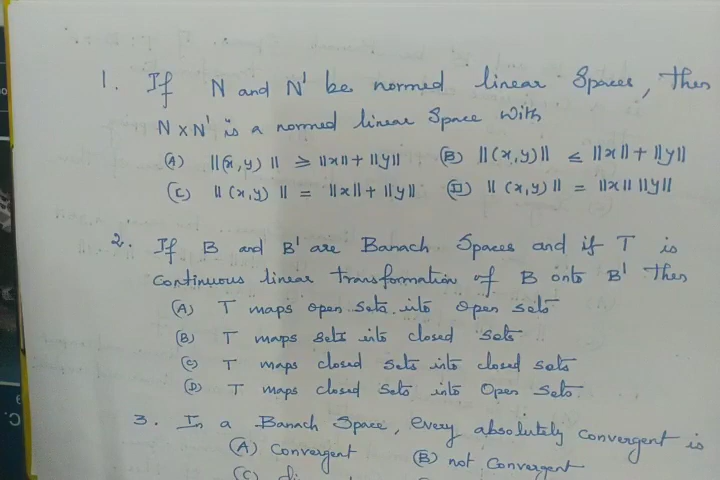 1. If N and N' be normed linear Spaces, then
N x N' is a normed linear Space with
(A) ||(x,y)|| ≥ ||x|| + ||y|| (B) ||(x,y)|| ≤ ||x|| + ||y||
(C) ||(x,y)|| = ||x|| + ||y|| (D) ||(x,y)|| = ||x|| ||y||
2. If B and B' are Banach Spaces and if T is
continuous linear transformation of B onto B' then
(A) T maps open sets into open sets
(B) T maps sets into closed sets
(C) T maps closed sets into closed sets
(D) T maps closed sets into open sets
3. In a Banach Space, every absolutely convergent is
(A) Convergent (B) not Convergent
(C)